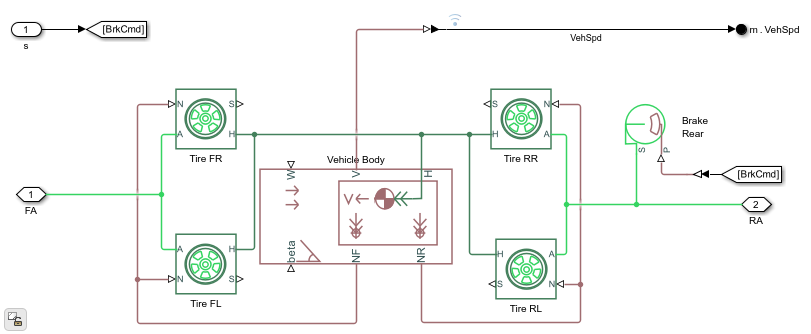 1
s
[BrkCmd]
VehSpd
m . VehSpd
N
S
A
H
Tire FR
S
N
H
A
Tire RR
Brake
Rear
S
P
[BrkCmd]
1
FA
2
RA
Vehicle Body
W
V
H
V
beta
NF
NR
A
H
N
S
Tire FL
H
A
S
N
Tire RL